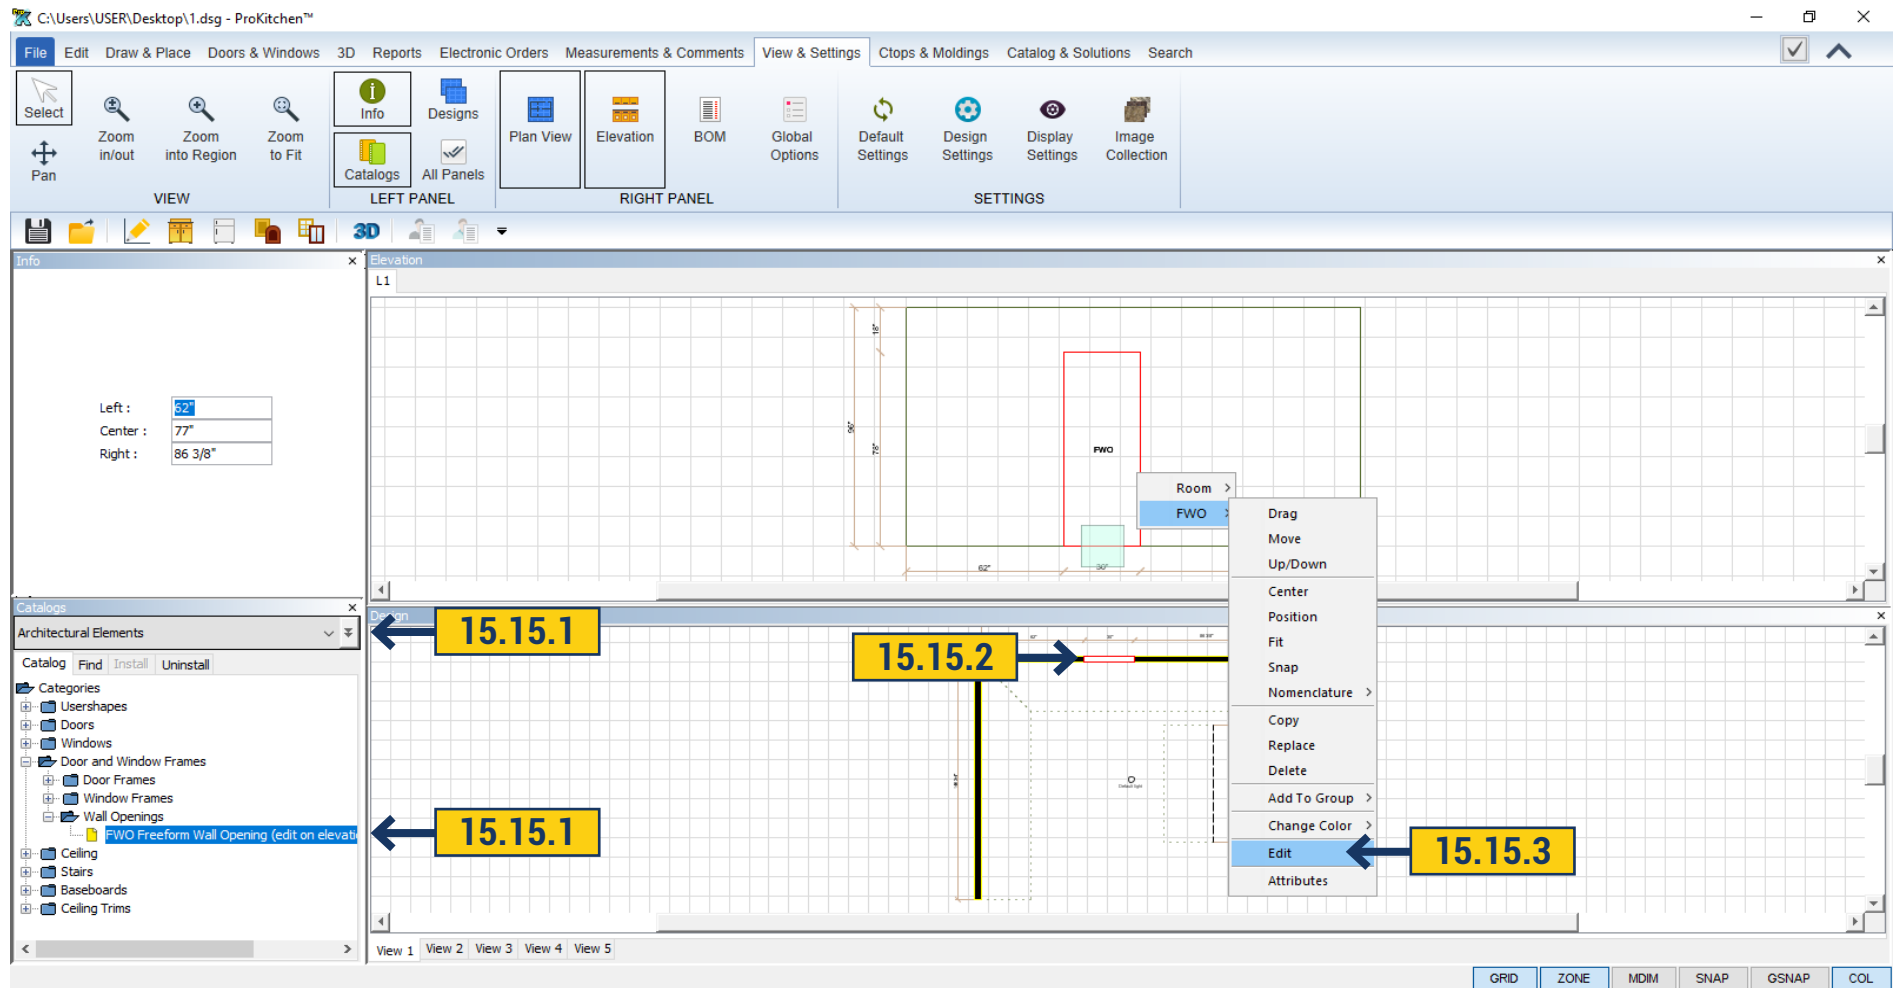 C:\Users\USER\Desktop\1.dsg - ProKitchen™
File Edit Draw & Place Doors & Windows 3D Reports Electronic Orders Measurements & Comments View & Settings Ctops & Moldings Catalog & Solutions Search
Select
Pan
Zoom in/out
Zoom into Region
Zoom to Fit
VIEW
Info
Catalogs
Designs
All Panels
LEFT PANEL
Plan View
Elevation
BOM
Global Options
RIGHT PANEL
Default Settings
Design Settings
Display Settings
Image Collection
SETTINGS
3D
Info
Left : 62"
Center : 77"
Right : 86 3/8"
Elevation
L1
18"
96"
78"
FWO
62"
30"
Room
FWO
Drag
Move
Up/Down
Center
Position
Fit
Snap
Nomenclature
Copy
Replace
Delete
Add To Group
Change Color
Edit
Attributes
Catalogs
Architectural Elements
Catalog Find Install Uninstall
Categories
Usershapes
Doors
Windows
Door and Window Frames
Door Frames
Window Frames
Wall Openings
FWO Freeform Wall Opening (edit on elevati
Ceiling
Stairs
Baseboards
Ceiling Trims
Design
15.15.1
15.15.2
15.15.1
15.15.3
Default light
View 1 View 2 View 3 View 4 View 5
GRID ZONE MDIM SNAP GSNAP COL